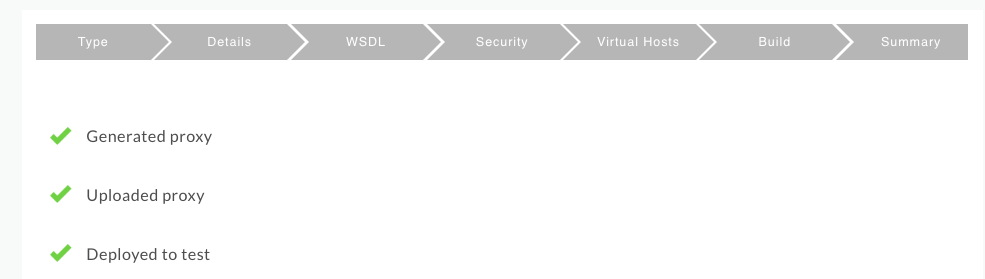 Type Details WSDL Security Virtual Hosts Build Summary
Generated proxy
Uploaded proxy
Deployed to test